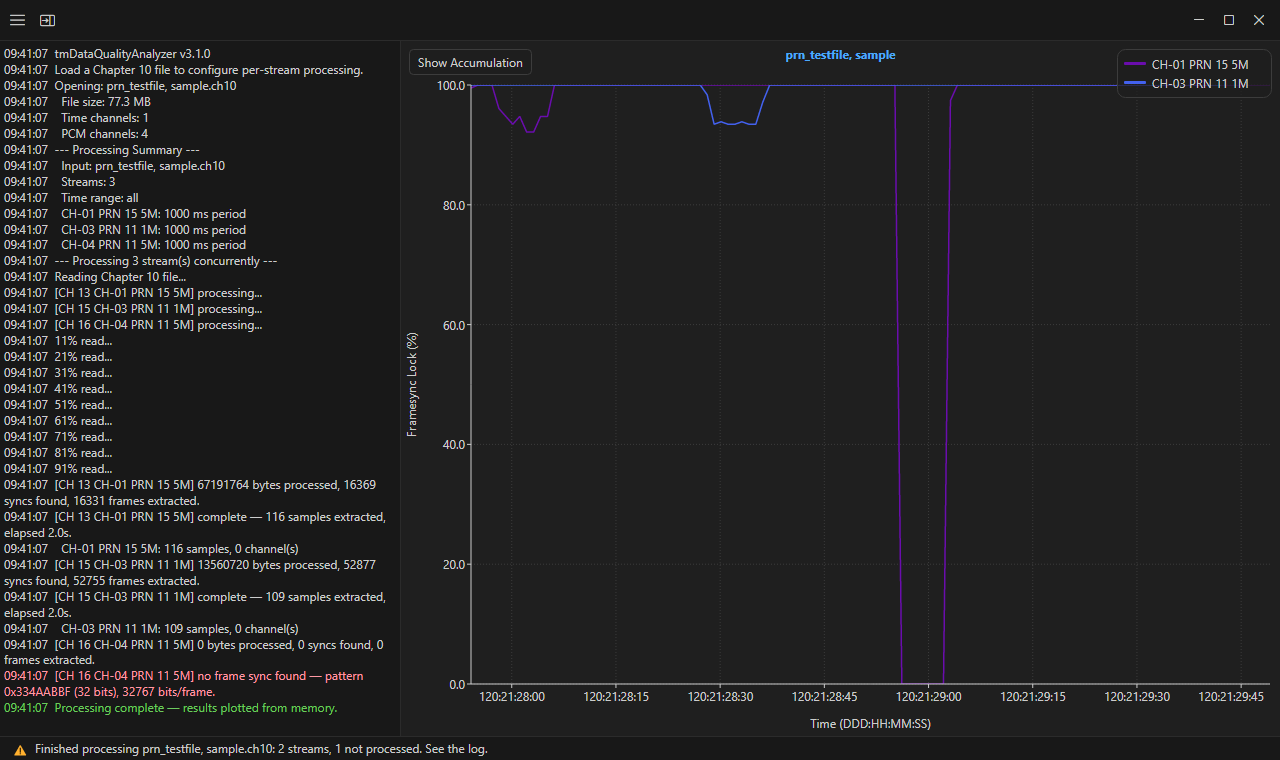 09:41:07 tmDataQualityAnalyzer v3.1.0
09:41:07 Load a Chapter 10 file to configure per-stream processing.
09:41:07 Opening: prn_testfile, sample.ch10
09:41:07 File size: 77.3 MB
09:41:07 Time channels: 1
09:41:07 PCM channels: 4
09:41:07 --- Processing Summary ---
09:41:07 Input: prn_testfile, sample.ch10
09:41:07 Streams: 3
09:41:07 Time range: all
09:41:07 CH-01 PRN 15 5M: 1000 ms period
09:41:07 CH-03 PRN 11 1M: 1000 ms period
09:41:07 CH-04 PRN 11 5M: 1000 ms period
09:41:07 --- Processing 3 stream(s) concurrently ---
09:41:07 Reading Chapter 10 file...
09:41:07 [CH 13 CH-01 PRN 15 5M] processing...
09:41:07 [CH 15 CH-03 PRN 11 1M] processing...
09:41:07 [CH 16 CH-04 PRN 11 5M] processing...
09:41:07 11% read...
09:41:07 21% read...
09:41:07 31% read...
09:41:07 41% read...
09:41:07 51% read...
09:41:07 61% read...
09:41:07 71% read...
09:41:07 81% read...
09:41:07 91% read...
09:41:07 [CH 13 CH-01 PRN 15 5M] 67191764 bytes processed, 16369
syncs found, 16331 frames extracted.
09:41:07 [CH 13 CH-01 PRN 15 5M] complete — 116 samples extracted,
elapsed 2.0s.
09:41:07 CH-01 PRN 15 5M: 116 samples, 0 channel(s)
09:41:07 [CH 15 CH-03 PRN 11 1M] 13560720 bytes processed, 52877
syncs found, 52755 frames extracted.
09:41:07 [CH 15 CH-03 PRN 11 1M] complete — 109 samples extracted,
elapsed 2.0s.
09:41:07 CH-03 PRN 11 1M: 109 samples, 0 channel(s)
09:41:07 [CH 16 CH-04 PRN 11 5M] 0 bytes processed, 0 syncs found, 0
frames extracted.
09:41:07 [CH 16 CH-04 PRN 11 5M] no frame sync found — pattern
0x334AABBF (32 bits), 32767 bits/frame.
09:41:07 Processing complete — results plotted from memory.
Show Accumulation
prn_testfile, sample
CH-01 PRN 15 5M
CH-03 PRN 11 1M
100.0
80.0
60.0
40.0
20.0
0.0
Framesync Lock (%)
120:21:28:00 120:21:28:15 120:21:28:30 120:21:28:45 120:21:29:00 120:21:29:15 120:21:29:30 120:21:29:45
Time (DDD:HH:MM:SS)
Finished processing prn_testfile, sample.ch10: 2 streams, 1 not processed. See the log.